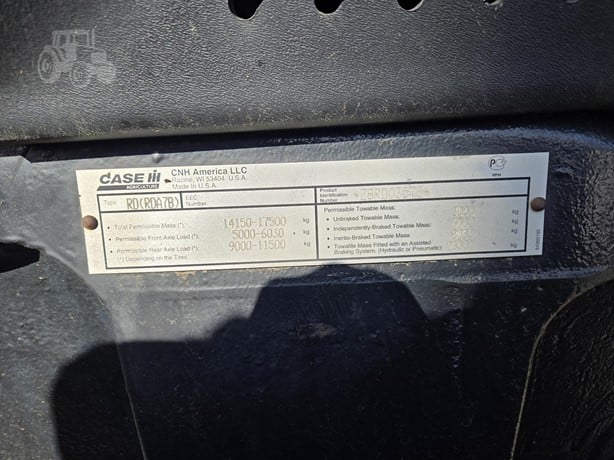 CASE IH
AGRICULTURE
CNH America LLC
Racine, WI 53404 U.S.A.
Made In U.S.A.
Type RD(RDA7B) EEC Number
Product Identification Number
• Total Permissible Mass (*): 14150-17500 kg
• Permissible Front Axle Load (*): 5000-6030 kg
• Permissible Rear Axle Load (*): 9000-11500 kg
(*) Depending on the Tires
Permissible Towable Mass:
• Unbraked Towable Mass: kg
• Independently-Braked Towable Mass: kg
• Inertia-Braked Towable Mass: kg
• Towable Mass Fitted with an Assisted kg
Braking System: (Hydraulic or Pneumatic)